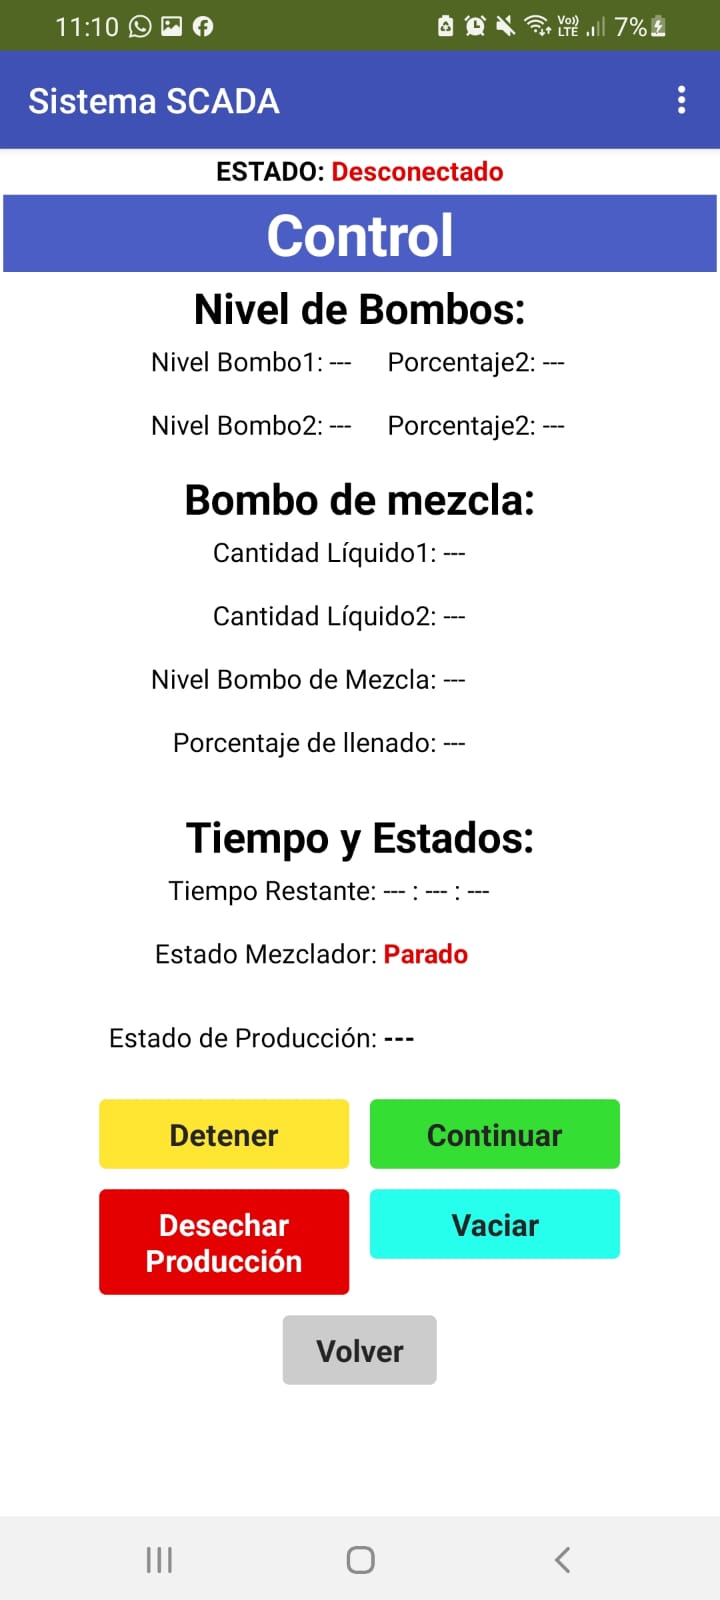 11:10 Vo)) LTE 7%
Sistema SCADA
ESTADO: Desconectado
Control
Nivel de Bombos:
Nivel Bombo1: --- Porcentaje2: ---
Nivel Bombo2: --- Porcentaje2: ---
Bombo de mezcla:
Cantidad Líquido1: ---
Cantidad Líquido2: ---
Nivel Bombo de Mezcla: ---
Porcentaje de llenado: ---
Tiempo y Estados:
Tiempo Restante: --- : --- : ---
Estado Mezclador: Parado
Estado de Producción: ---
Detener Continuar
Desechar
Producción
Vaciar
Volver